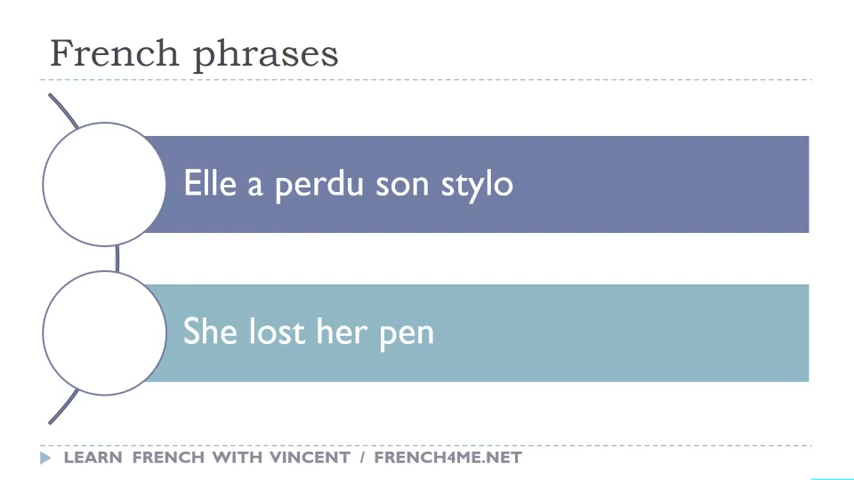 French phrases
Elle a perdu son stylo
She lost her pen
LEARN FRENCH WITH VINCENT / FRENCH4ME.NET